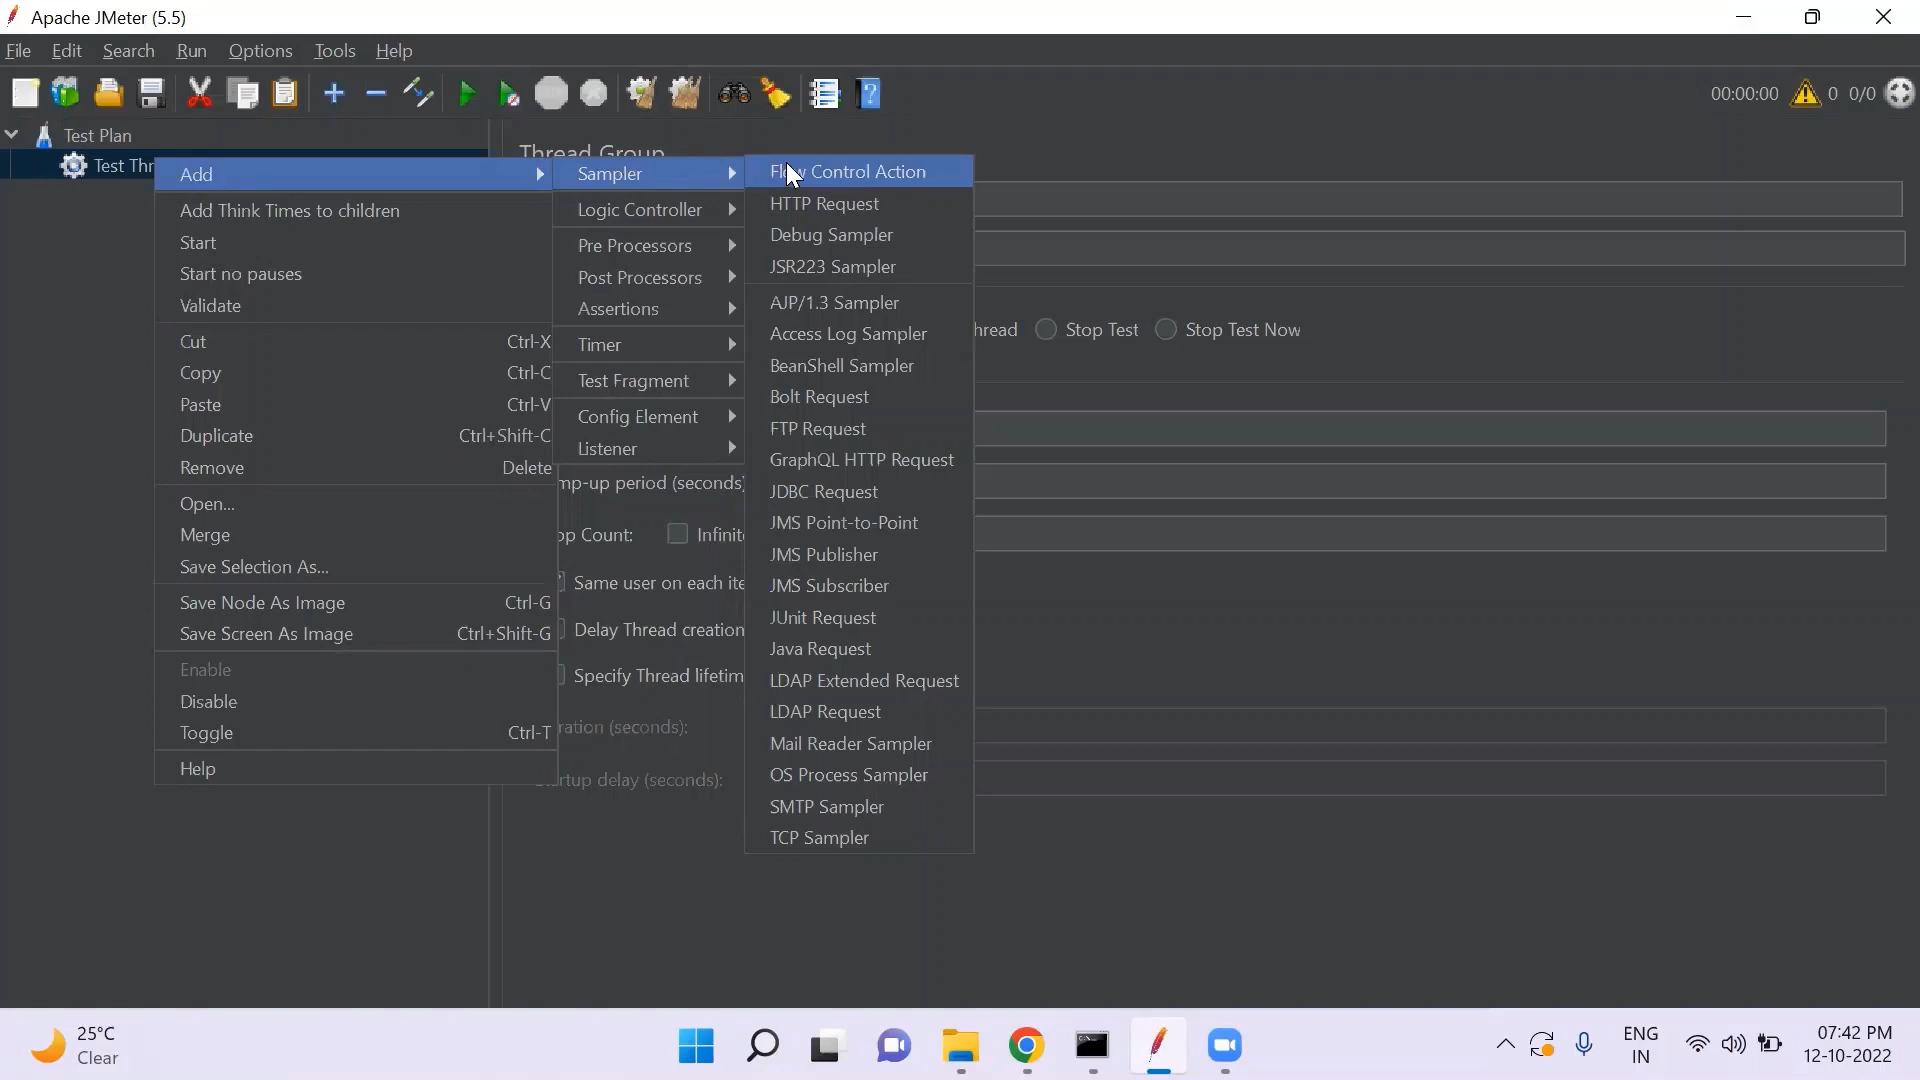 Apache JMeter (5.5)
File Edit Search Run Options Tools Help
00:00:00 0 0/0
Test Plan
Test Thr
Thread Group
Add
Add Think Times to children
Start
Start no pauses
Validate
Cut Ctrl-X
Copy Ctrl-C
Paste Ctrl-V
Duplicate Ctrl+Shift-C
Remove Delete
Open...
Merge
Save Selection As...
Save Node As Image Ctrl-G
Save Screen As Image Ctrl+Shift-G
Enable
Disable
Toggle Ctrl-T
Help
Sampler
Logic Controller
Pre Processors
Post Processors
Assertions
Timer
Test Fragment
Config Element
Listener
Flow Control Action
HTTP Request
Debug Sampler
JSR223 Sampler
AJP/1.3 Sampler
Access Log Sampler
BeanShell Sampler
Bolt Request
FTP Request
GraphQL HTTP Request
JDBC Request
JMS Point-to-Point
JMS Publisher
JMS Subscriber
JUnit Request
Java Request
LDAP Extended Request
LDAP Request
Mail Reader Sampler
OS Process Sampler
SMTP Sampler
TCP Sampler
hread Stop Test Stop Test Now
mp-up period (seconds)
op Count: Infinit
Same user on each ite
Delay Thread creation
Specify Thread lifetim
ration (seconds):
rtup delay (seconds):
25°C
Clear
ENG
IN
07:42 PM
12-10-2022